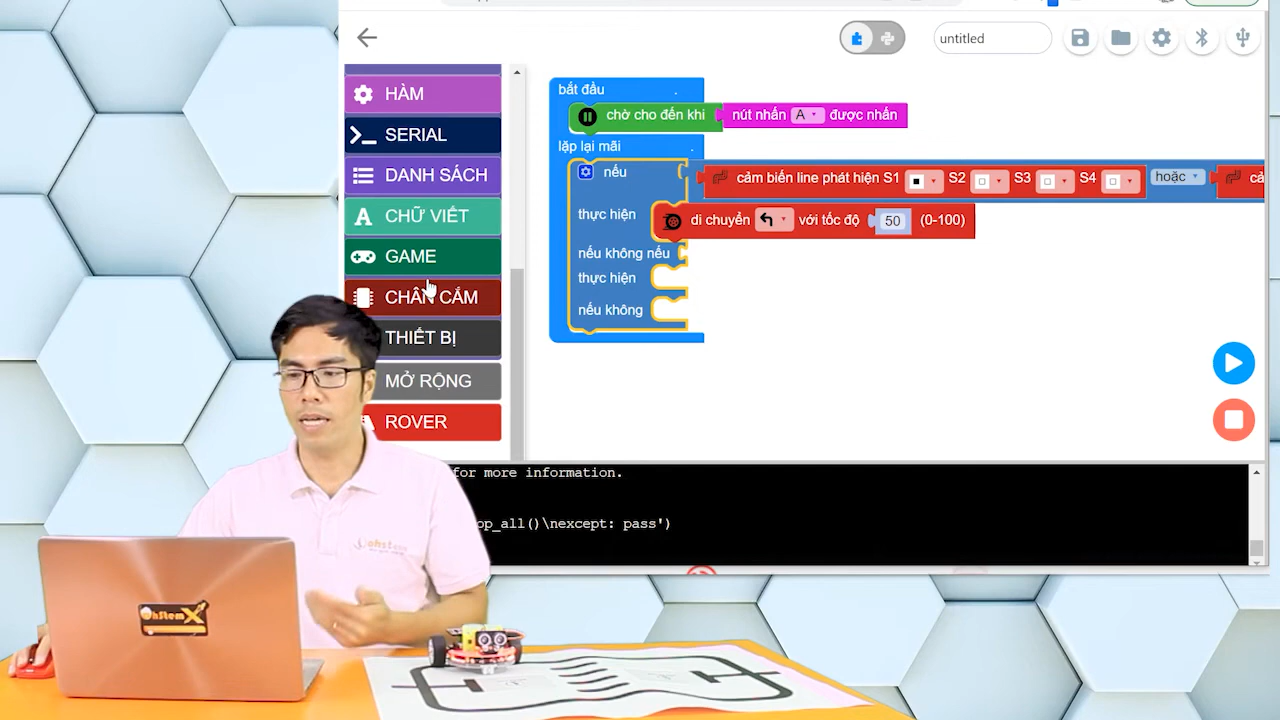 untitled
HÀM
SERIAL
DANH SÁCH
CHỮ VIẾT
GAME
CHÂN CẮM
THIẾT BỊ
MỞ RỘNG
ROVER
bắt đầu
chờ cho đến khi nút nhấn A được nhấn
lặp lại mãi
nếu cảm biến line phát hiện S1 S2 S3 S4 hoặc
thực hiện di chuyển với tốc độ 50 (0-100)
nếu không nếu
thực hiện
nếu không
for more information.
op_all()\nexcept: pass')
OhStemX